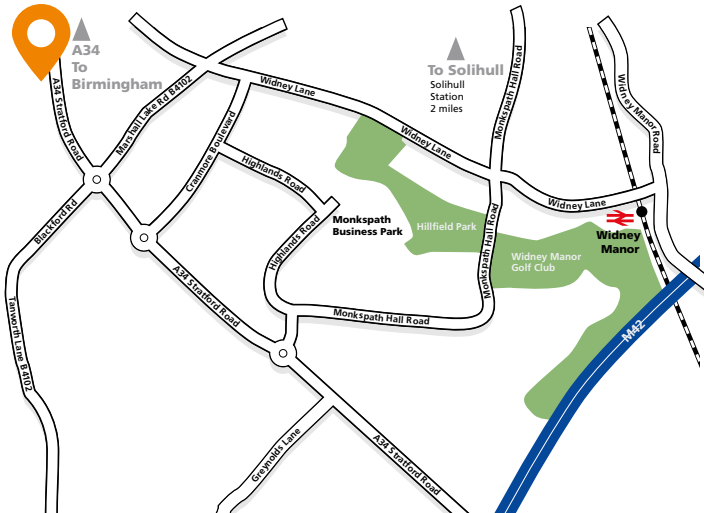 A34
To
Birmingham
To Solihull
Solihull
Station
2 miles
A34 Stratford Road
Marshall Lake Rd B4102
Widney Lane
Monkspath Hall Road
Widney Manor Road
Cranmore Boulevard
Widney Lane
Highlands Road
Widney Lane
Blackford Rd
Monkspath
Business Park
Hillfield Park
Highlands Road
Monkspath Hall Road
Widney
Manor
Widney Manor
Golf Club
A34 Stratford Road
Monkspath Hall Road
M42
Tanworth Lane B4102
Greynolds Lane
A34 Stratford Road